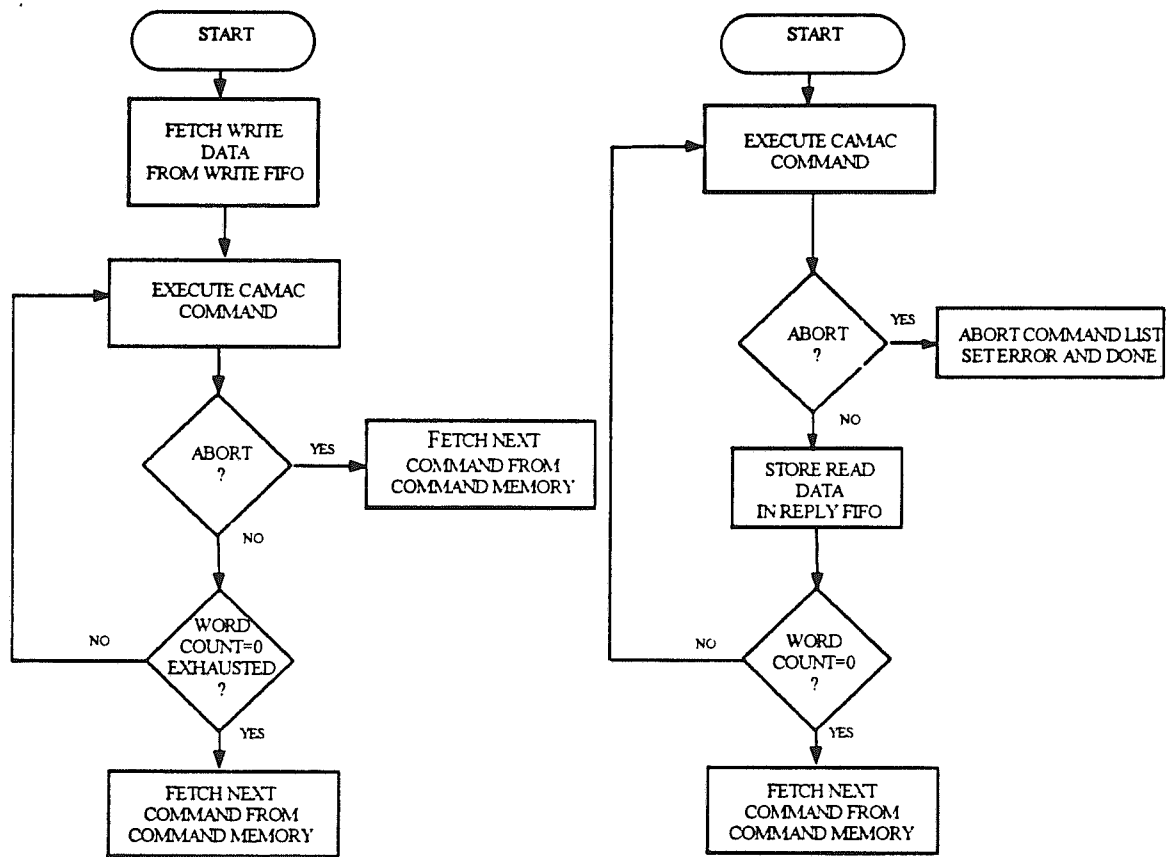 START
FETCH WRITE
DATA
FROM WRITE FIFO
EXECUTE CAMAC
COMMAND
ABORT
?
YES
FETCH NEXT
COMMAND FROM
COMMAND MEMORY
NO
WORD
COUNT=0
EXHAUSTED
?
NO
YES
FETCH NEXT
COMMAND FROM
COMMAND MEMORY
START
EXECUTE CAMAC
COMMAND
ABORT
?
YES
ABORT COMMAND LIST
SET ERROR AND DONE
NO
STORE READ
DATA
IN REPLY FIFO
WORD
COUNT=0
?
NO
YES
FETCH NEXT
COMMAND FROM
COMMAND MEMORY